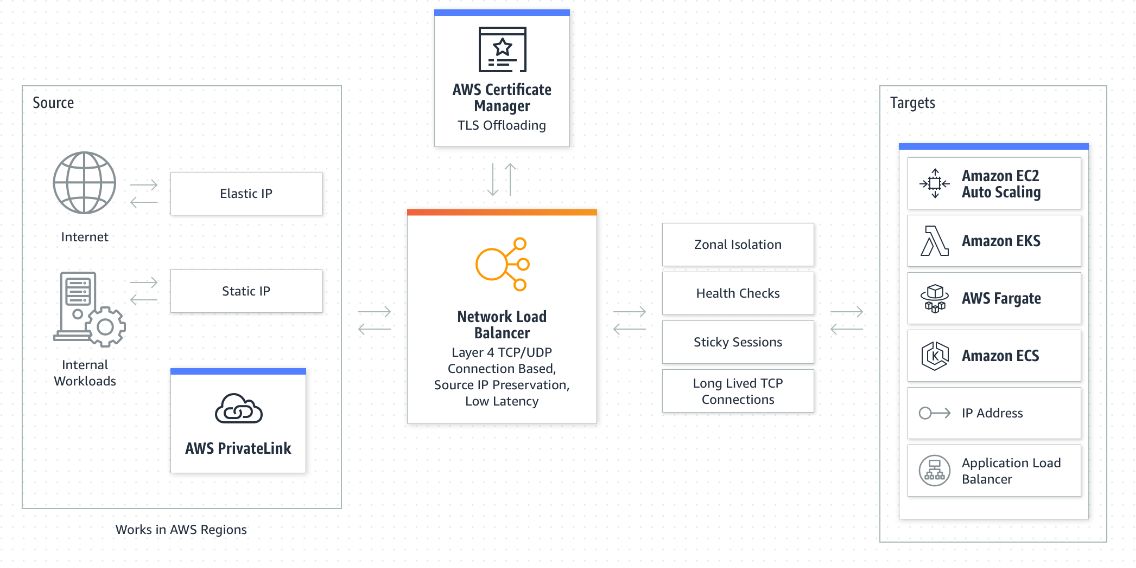 Source
Internet
Elastic IP
Internal
Workloads
Static IP
AWS PrivateLink
Works in AWS Regions
AWS Certificate
Manager
TLS Offloading
Network Load
Balancer
Layer 4 TCP/UDP
Connection Based,
Source IP Preservation,
Low Latency
Zonal Isolation
Health Checks
Sticky Sessions
Long Lived TCP
Connections
Targets
Amazon EC2
Auto Scaling
Amazon EKS
AWS Fargate
Amazon ECS
IP Address
Application Load
Balancer